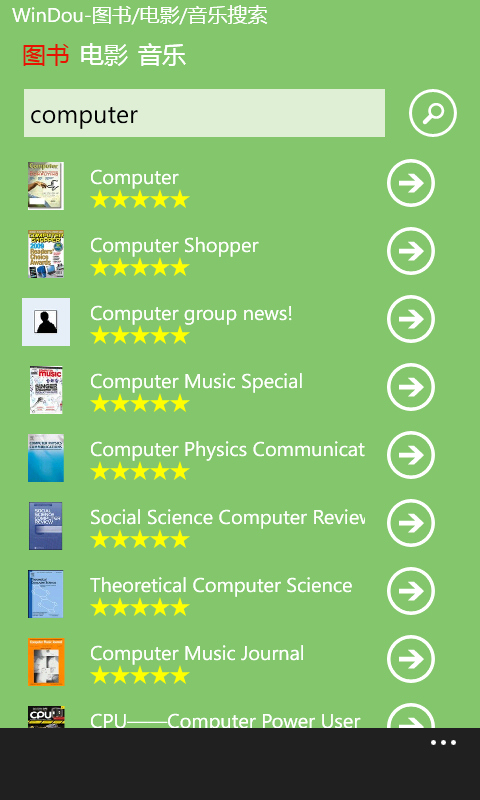 WinDou-图书/电影/音乐搜索
图书 电影 音乐
computer
Computer
★★★★★
Computer Shopper
★★★★★
Computer group news!
★★★★★
Computer Music Special
★★★★★
Computer Physics Communicat
★★★★★
Social Science Computer Review
★★★★★
Theoretical Computer Science
★★★★★
Computer Music Journal
★★★★★
CPU——Computer Power User